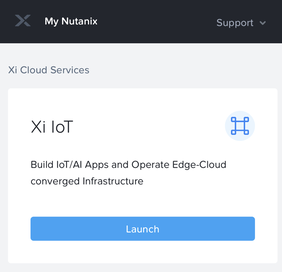 My Nutanix
Support
Xi Cloud Services
Xi IoT
Build IoT/AI Apps and Operate Edge-Cloud
converged Infrastructure
Launch